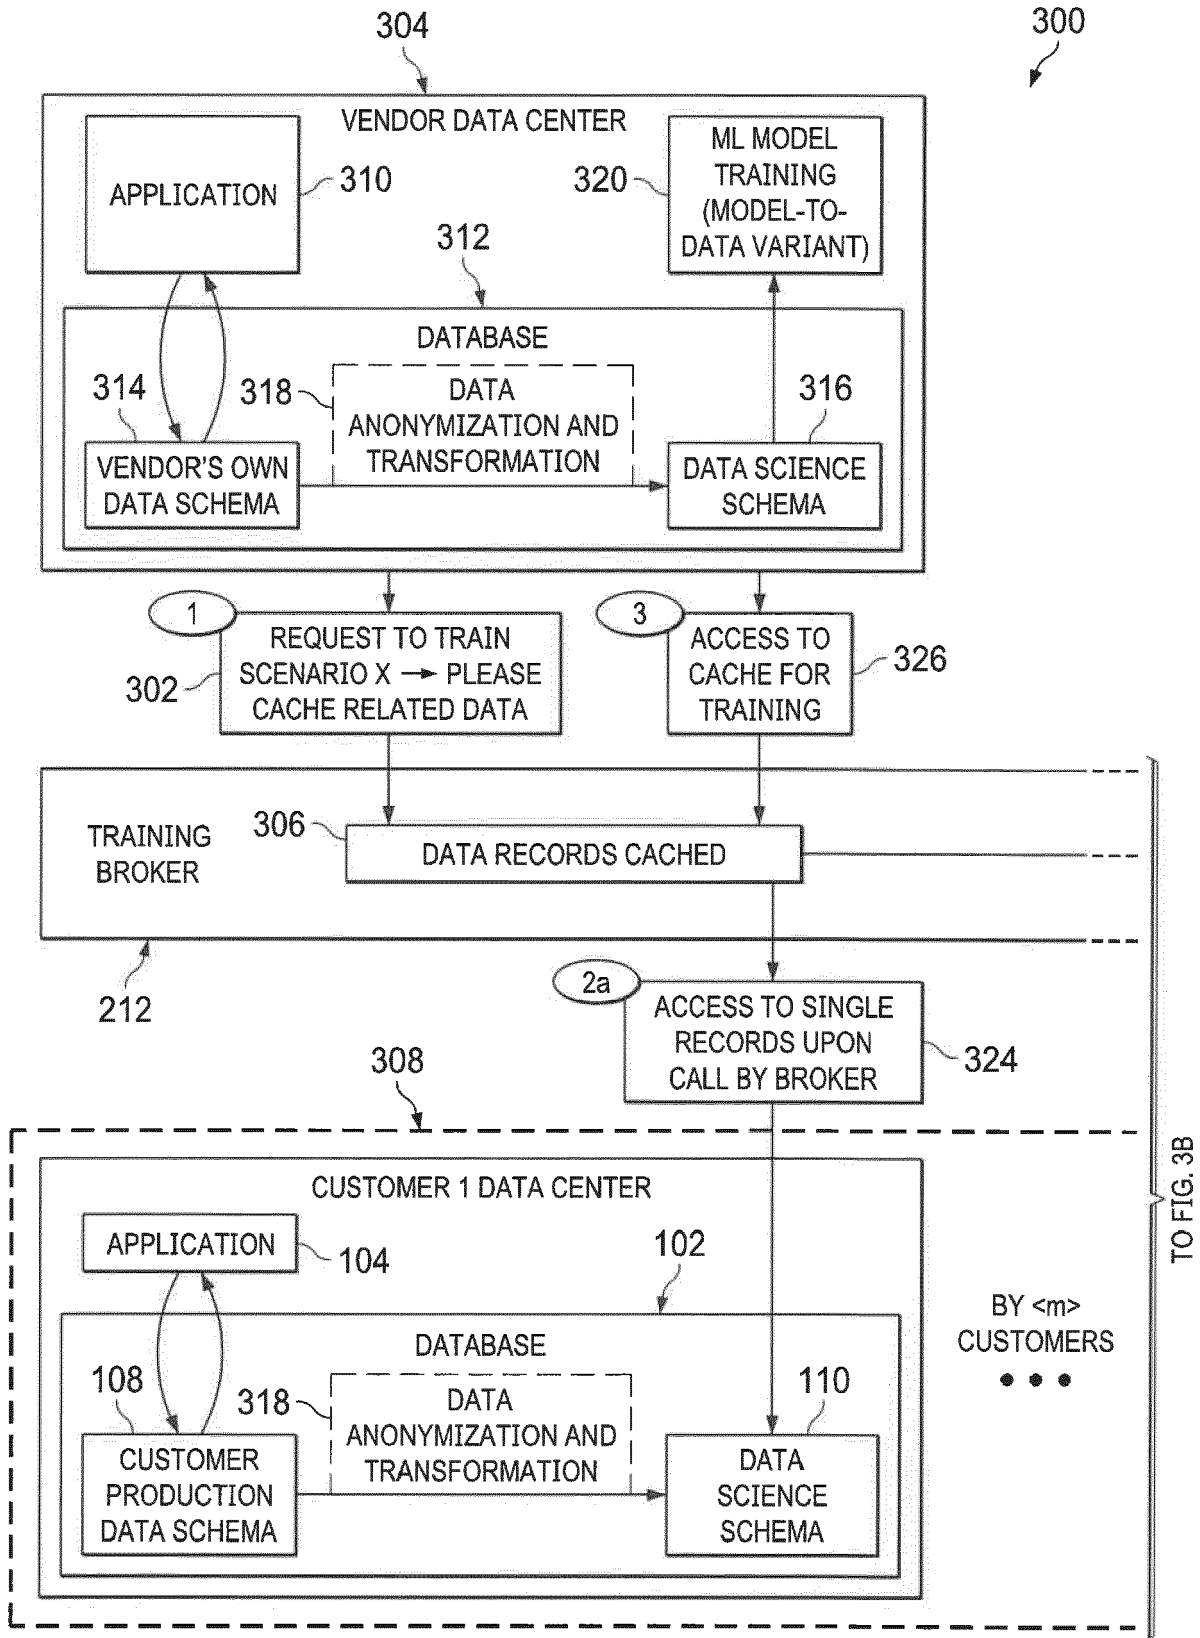 304
300
VENDOR DATA CENTER
APPLICATION
310
320
ML MODEL
TRAINING
(MODEL-TO-
DATA VARIANT)
312
DATABASE
314
318
DATA
ANONYMIZATION AND
TRANSFORMATION
316
VENDOR'S OWN
DATA SCHEMA
DATA SCIENCE
SCHEMA
1
302
REQUEST TO TRAIN
SCENARIO X → PLEASE
CACHE RELATED DATA
3
ACCESS TO
CACHE FOR
TRAINING
326
TRAINING
BROKER
306
DATA RECORDS CACHED
212
2a
ACCESS TO SINGLE
RECORDS UPON
CALL BY BROKER
324
308
CUSTOMER 1 DATA CENTER
APPLICATION
104
102
DATABASE
108
318
DATA
ANONYMIZATION AND
TRANSFORMATION
110
CUSTOMER
PRODUCTION
DATA SCHEMA
DATA
SCIENCE
SCHEMA
BY <m>
CUSTOMERS
• • •
TO FIG. 3B